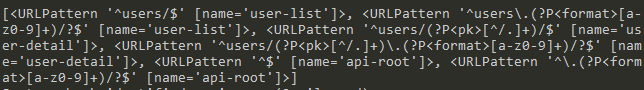 [<URLPattern '^users/$' [name='user-list']>, <URLPattern '^users\.(?P<format>[a-
z0-9]+)/?$' [name='user-list']>, <URLPattern '^users/(?P<pk>[^/.]+)/$' [name='us
er-detail']>, <URLPattern '^users/(?P<pk>[^/.]+)\.(?P<format>[a-z0-9]+)/?$' [nam
e='user-detail']>, <URLPattern '^$' [name='api-root']>, <URLPattern '^\.(?P<form
at>[a-z0-9]+)/?$' [name='api-root']>]